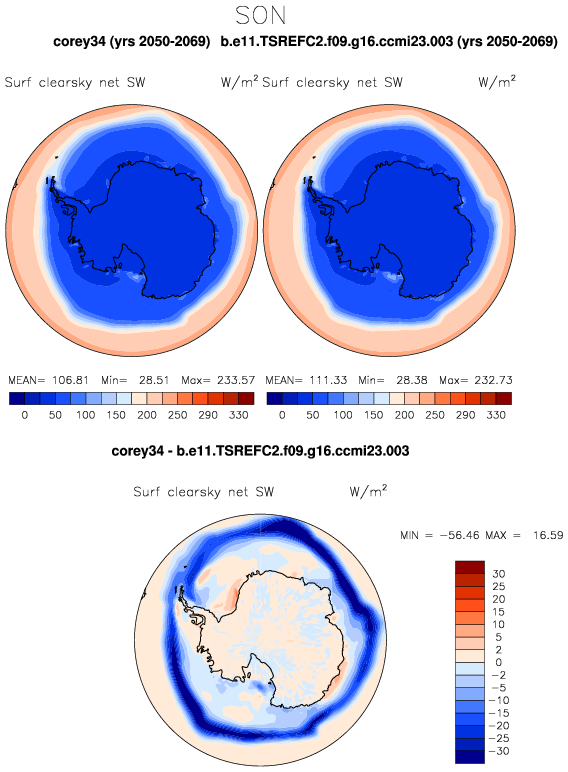 SON
corey34 (yrs 2050-2069) b.e11.TSREFC2.f09.g16.ccmi23.003 (yrs 2050-2069)
Surf clearsky net SW W/m² Surf clearsky net SW W/m²
MEAN= 106.81 Min= 28.51 Max= 233.57 MEAN= 111.33 Min= 28.38 Max= 232.73
0 50 100 150 200 250 290 330 0 50 100 150 200 250 290 330
corey34 - b.e11.TSREFC2.f09.g16.ccmi23.003
Surf clearsky net SW W/m²
MIN = -56.46 MAX = 16.59
30
25
20
15
10
5
2
0
-2
-5
-10
-15
-20
-25
-30